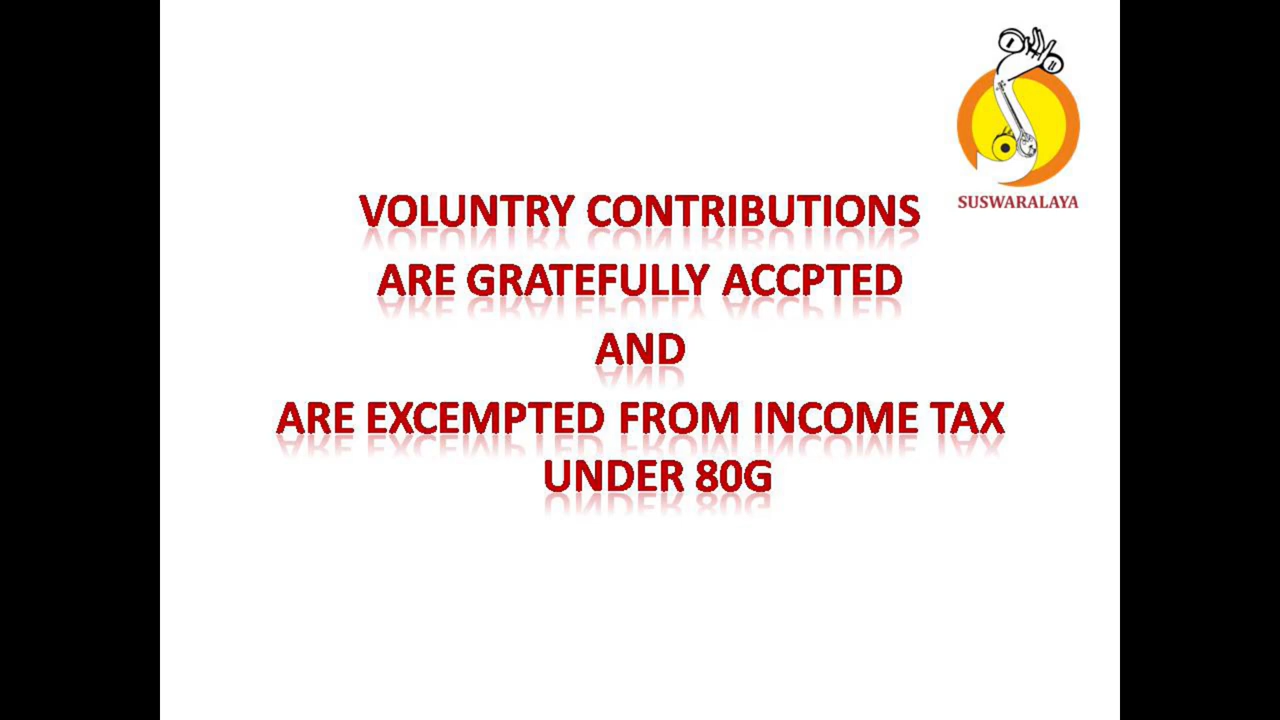 SUSWARALAYA
VOLUNTRY CONTRIBUTIONS
ARE GRATEFULLY ACCPTED
AND
ARE EXCEMPTED FROM INCOME TAX
UNDER 80G